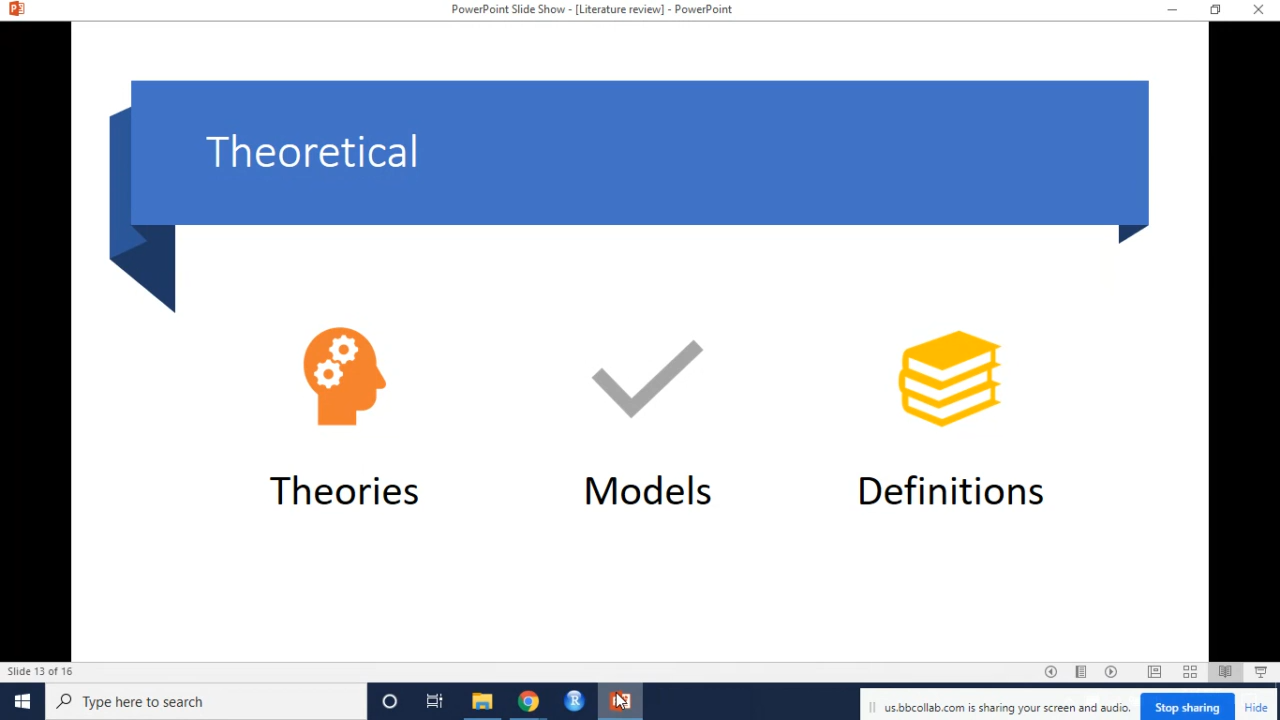 PowerPoint Slide Show - [Literature review] - PowerPoint
Theoretical
Theories
Models
Definitions
Slide 13 of 16
Type here to search
R
us.bbcollab.com is sharing your screen and audio.
Stop sharing
Hide